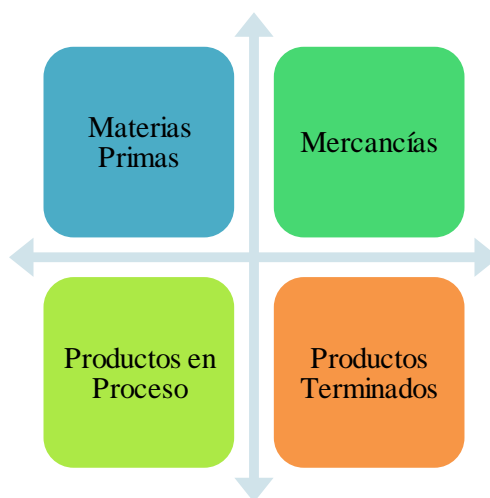 Materias
Primas
Mercancías
Productos en
Proceso
Productos
Terminados